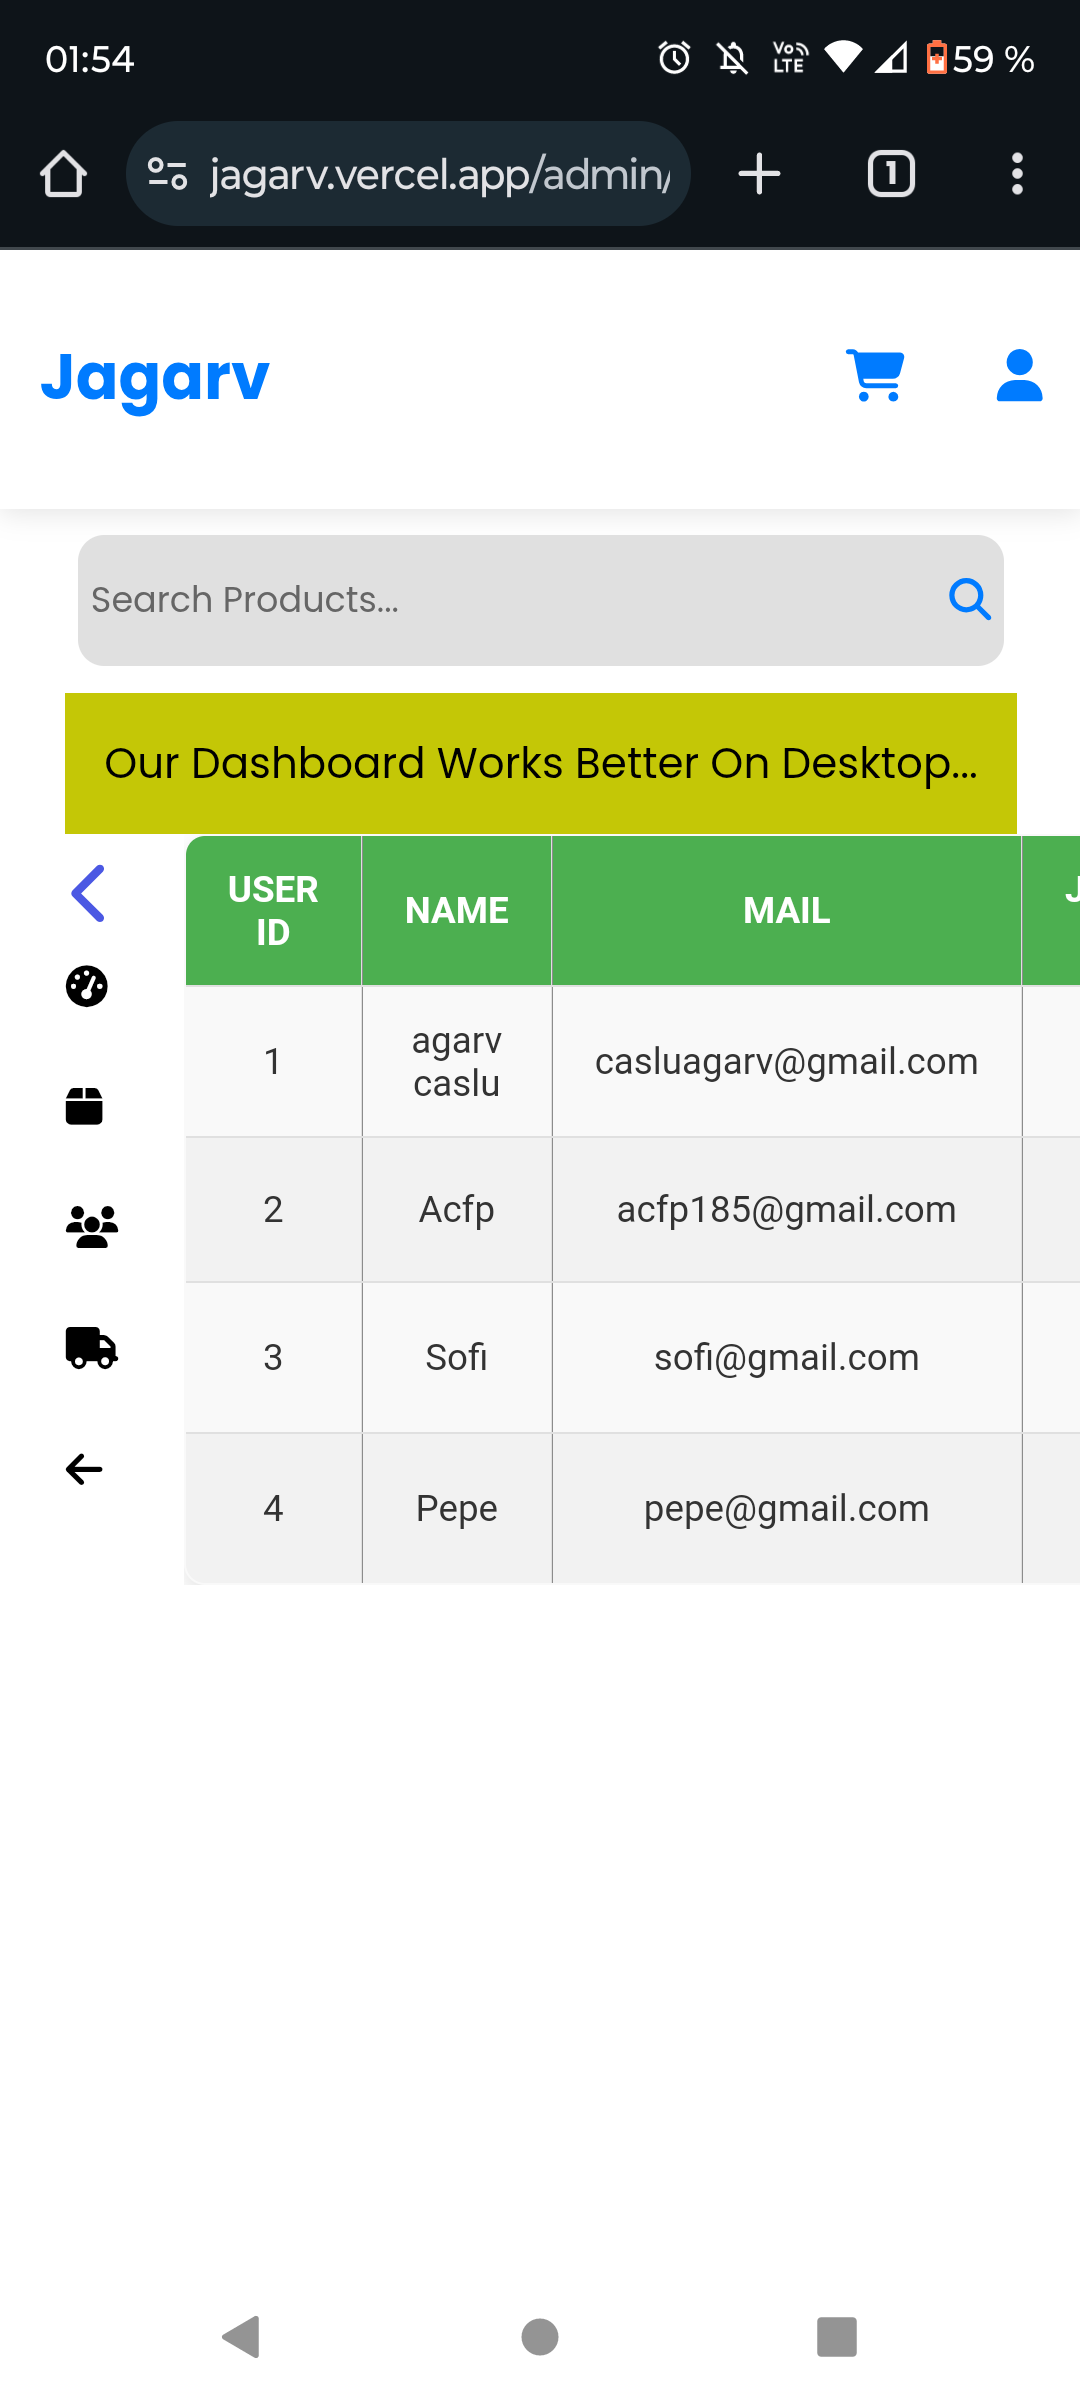 01:54
Vo LTE
59 %
jagarv.vercel.app/admin/
1
Jagarv
Search Products...
Our Dashboard Works Better On Desktop...
USER ID
NAME
MAIL
J
1
agarv caslu
casluagarv@gmail.com
2
Acfp
acfp185@gmail.com
3
Sofi
sofi@gmail.com
4
Pepe
pepe@gmail.com